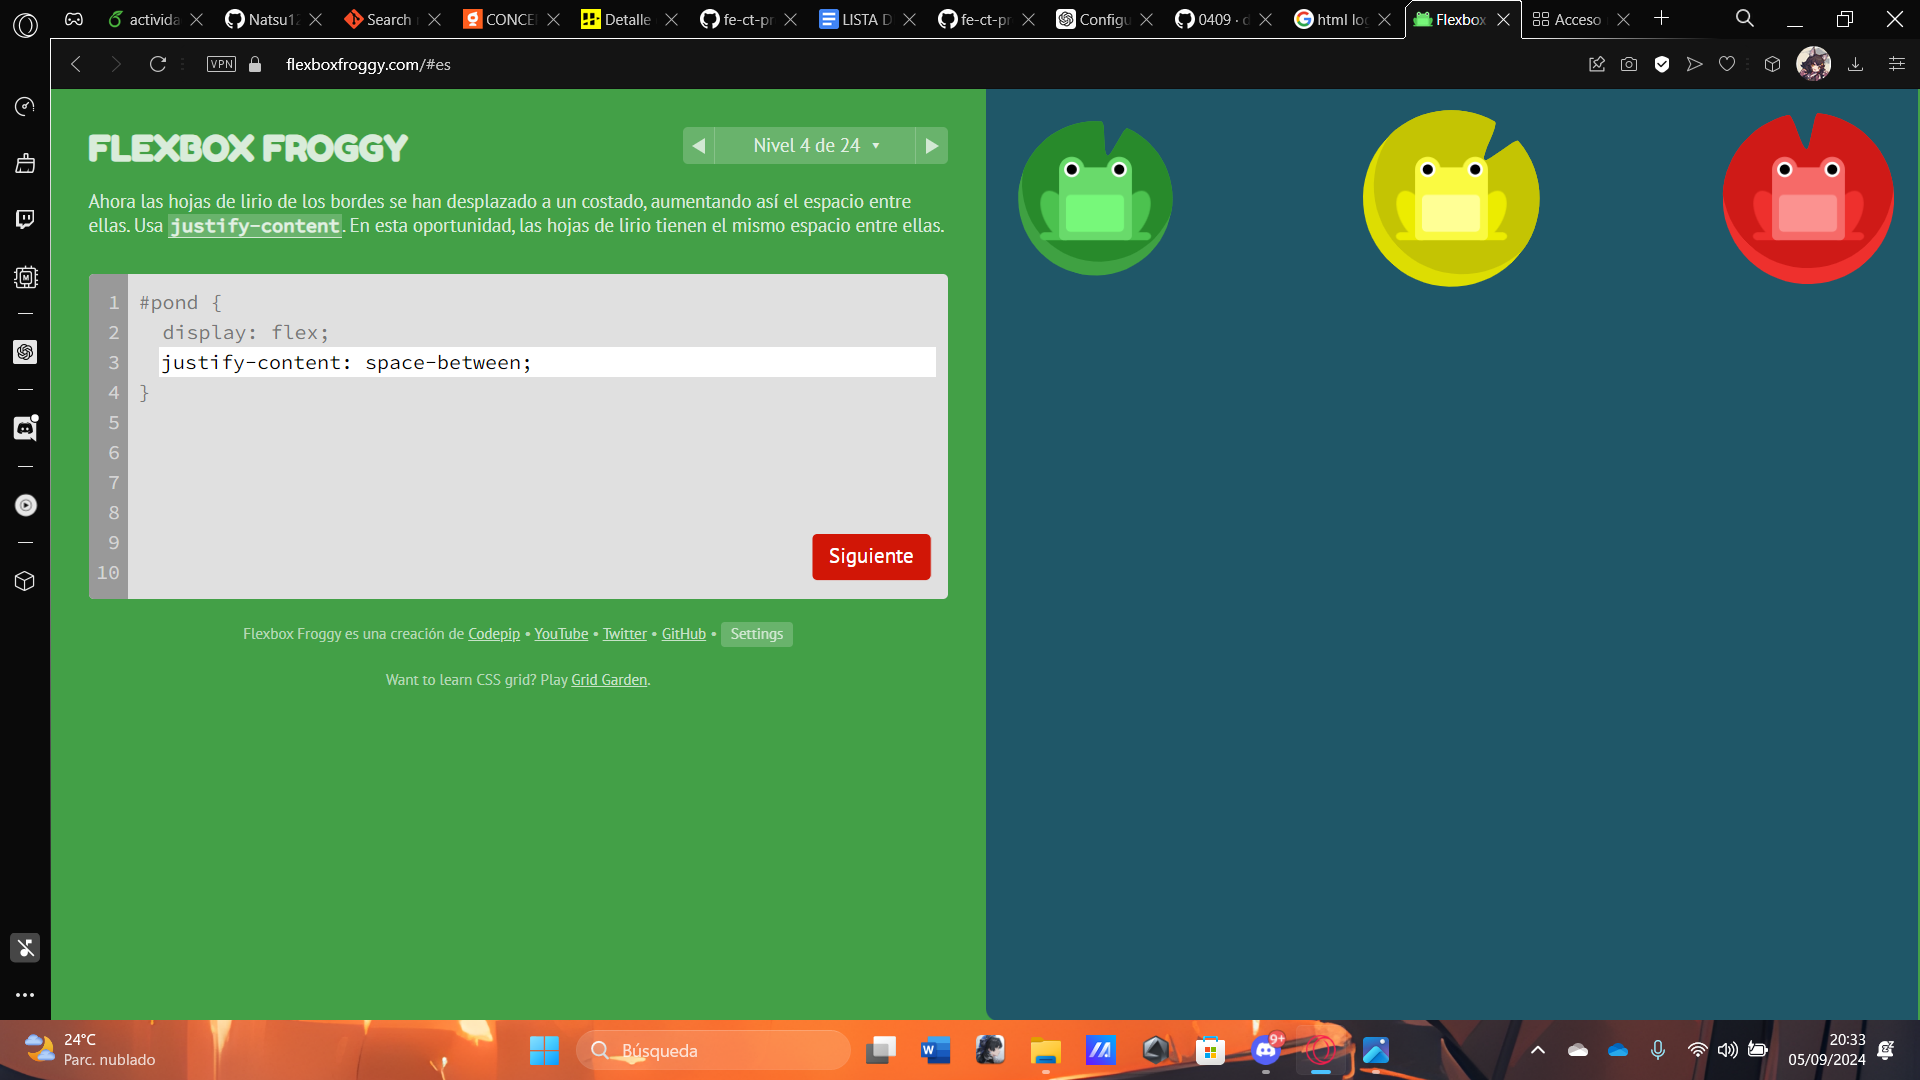 activida
Natsu12
Search
CONCE
Detalle
fe-ct-pr
LISTA D
fe-ct-pr
Configu
0409 · d
html log
Flexbox
Acceso
VPN
flexboxfroggy.com/#es
FLEXBOX FROGGY
Nivel 4 de 24
Ahora las hojas de lirio de los bordes se han desplazado a un costado, aumentando así el espacio entre
ellas. Usa justify-content. En esta oportunidad, las hojas de lirio tienen el mismo espacio entre ellas.
1 #pond {
2 display: flex;
3 justify-content: space-between;
4 }
5
6
7
8
9
10
Siguiente
Flexbox Froggy es una creación de Codepip • YouTube • Twitter • GitHub • Settings
Want to learn CSS grid? Play Grid Garden.
24°C
Parc. nublado
Búsqueda
9+
20:33
05/09/2024